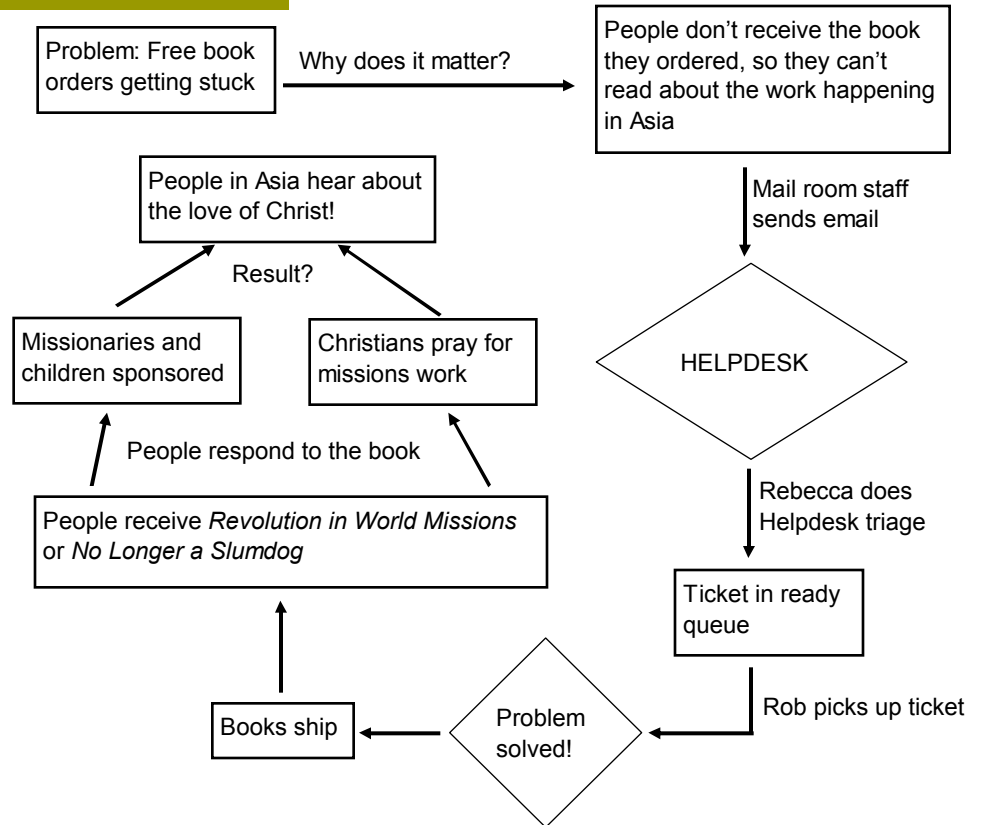 Problem: Free book
orders getting stuck
Why does it matter?
People don’t receive the book
they ordered, so they can’t
read about the work happening
in Asia
Mail room staff
sends email
HELPDESK
Rebecca does
Helpdesk triage
Ticket in ready
queue
Rob picks up ticket
Problem
solved!
Books ship
People receive Revolution in World Missions
or No Longer a Slumdog
People respond to the book
Missionaries and
children sponsored
Christians pray for
missions work
Result?
People in Asia hear about
the love of Christ!